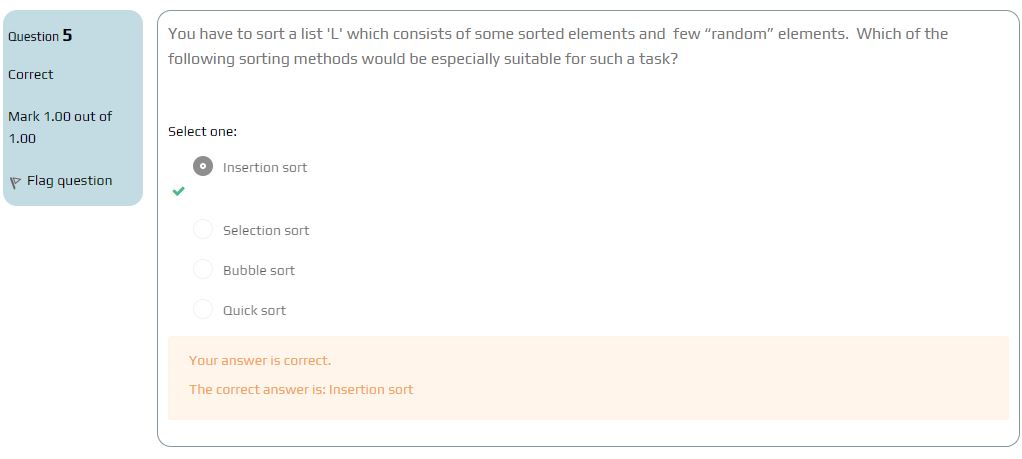 Question 5
Correct
Mark 1.00 out of
1.00
Flag question
You have to sort a list 'L' which consists of some sorted elements and  few “random” elements.  Which of the
following sorting methods would be especially suitable for such a task?
Select one:
Insertion sort
Selection sort
Bubble sort
Quick sort
Your answer is correct.
The correct answer is: Insertion sort